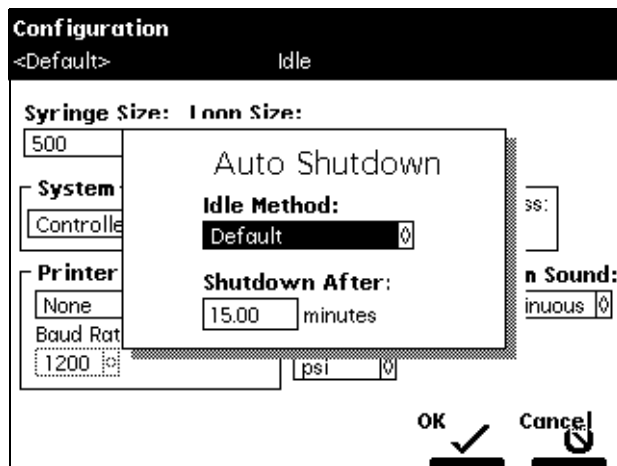 Configuration
<Default> Idle
Syringe Size: Loop Size:
500
Auto Shutdown
System
Idle Method:
ss:
Controlle
Default
Printer
Shutdown After:
n Sound:
None
15.00 minutes
inuous
Baud Rat
1200
psi
OK Cancel